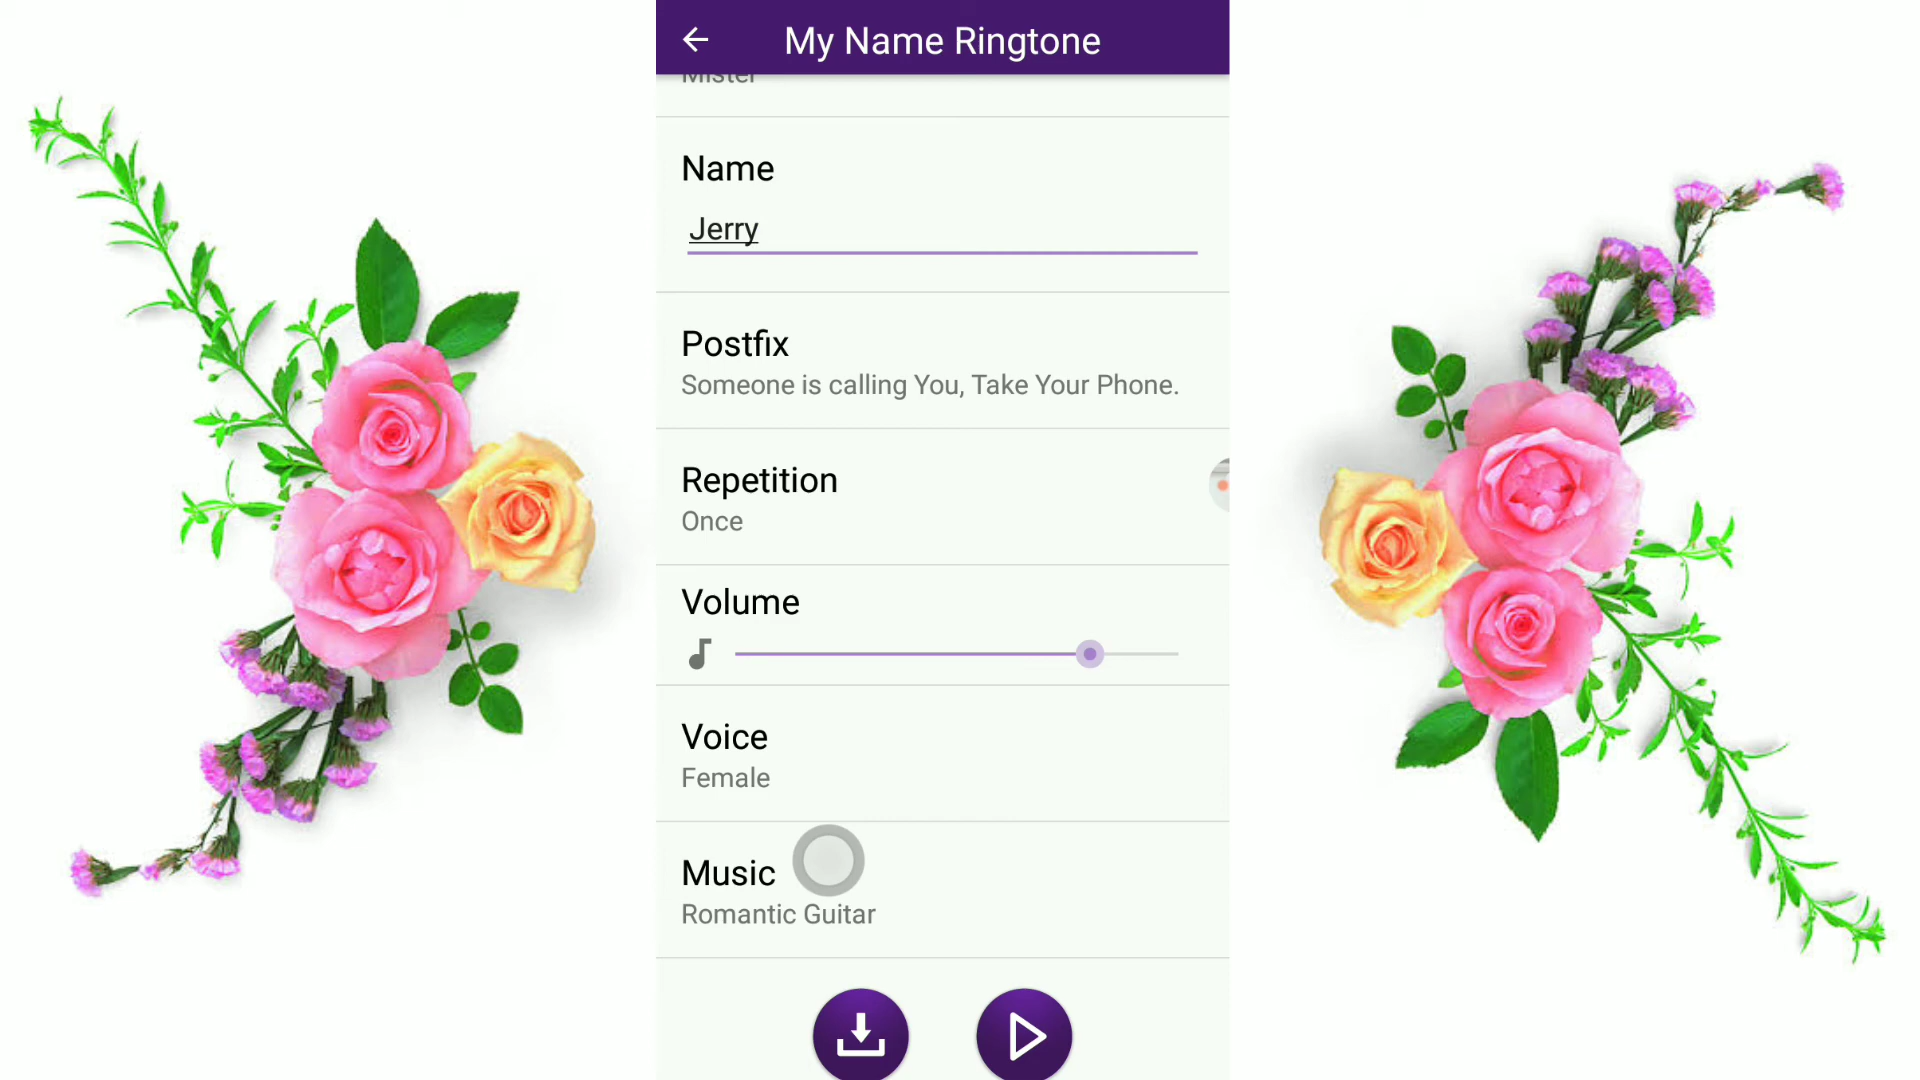 My Name Ringtone
Mister
Name
Jerry
Postfix
Someone is calling You, Take Your Phone.
Repetition
Once
Volume
Voice
Female
Music
Romantic Guitar